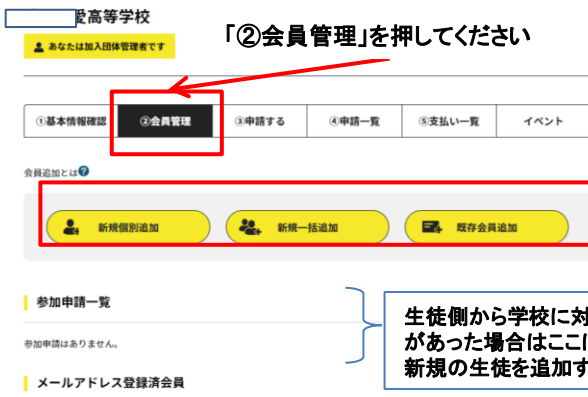 愛高等学校
あなたは加入団体管理者です
「②会員管理」を押してください
①基本情報確認
②会員管理
③申請する
④申請一覧
⑤支払い一覧
イベント
会員追加とは?
新規個別追加
新規一括追加
既存会員追加
参加申請一覧
参加申請はありません。
生徒側から学校に対
があった場合はここに
新規の生徒を追加す
メールアドレス登録済会員